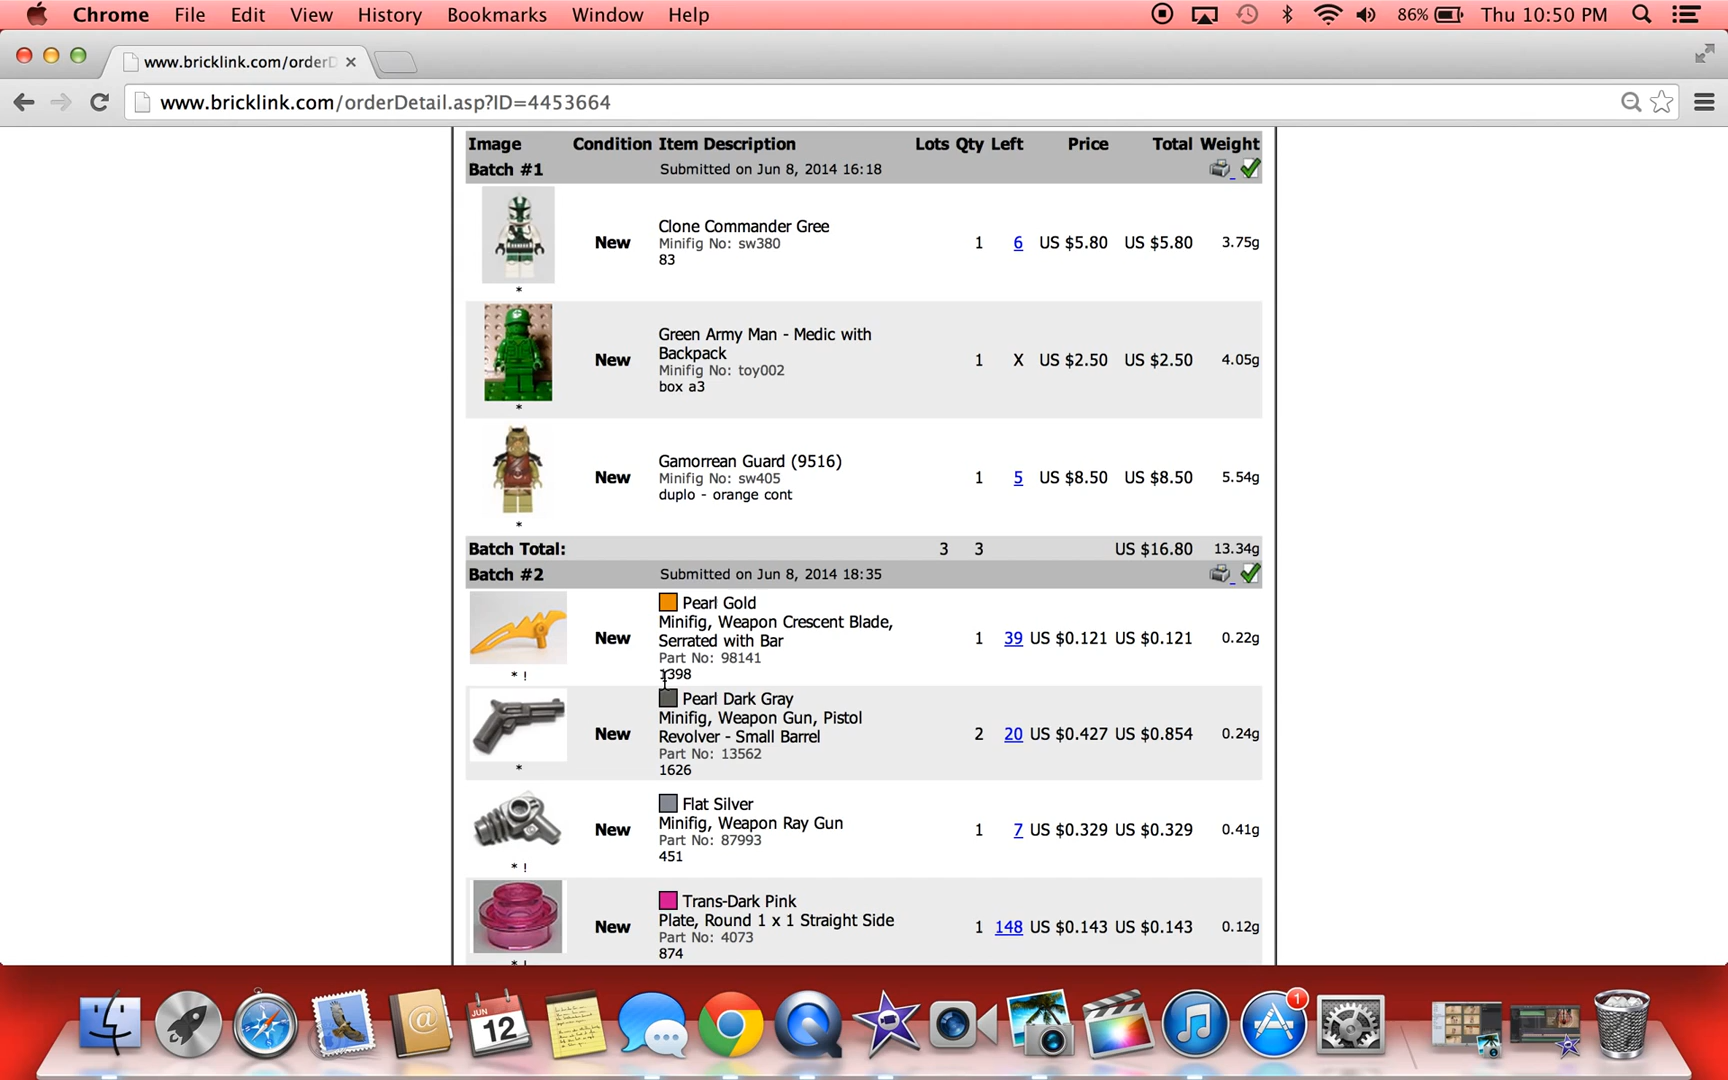 Chrome File Edit View History Bookmarks Window Help 86% Thu 10:50 PM
www.bricklink.com/orderD
www.bricklink.com/orderDetail.asp?ID=4453664
Image Condition Item Description Lots Qty Left Price Total Weight
Batch #1 Submitted on Jun 8, 2014 16:18
Clone Commander Gree
Minifig No: sw380
83
New 1 6 US $5.80 US $5.80 3.75g
*
Green Army Man - Medic with
Backpack
Minifig No: toy002
box a3
New 1 X US $2.50 US $2.50 4.05g
*
Gamorrean Guard (9516)
Minifig No: sw405
duplo - orange cont
New 1 5 US $8.50 US $8.50 5.54g
*
Batch Total: 3 3 US $16.80 13.34g
Batch #2 Submitted on Jun 8, 2014 18:35
Pearl Gold
Minifig, Weapon Crescent Blade,
Serrated with Bar
Part No: 98141
1398
New 1 39 US $0.121 US $0.121 0.22g
* !
Pearl Dark Gray
Minifig, Weapon Gun, Pistol
Revolver - Small Barrel
Part No: 13562
1626
New 2 20 US $0.427 US $0.854 0.24g
*
Flat Silver
Minifig, Weapon Ray Gun
Part No: 87993
451
New 1 7 US $0.329 US $0.329 0.41g
* !
Trans-Dark Pink
Plate, Round 1 x 1 Straight Side
Part No: 4073
874
New 1 148 US $0.143 US $0.143 0.12g
* !
JUN
12
1